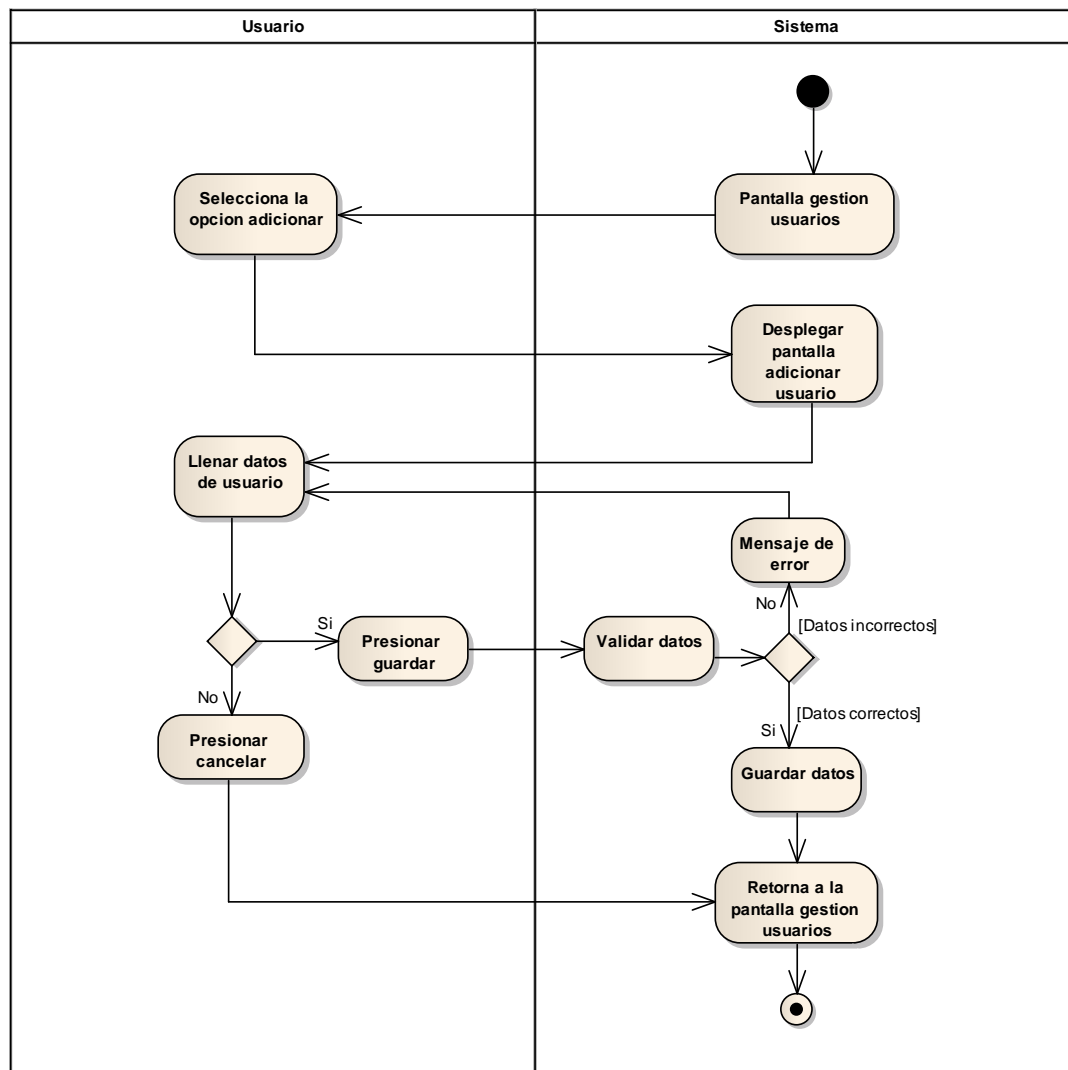 Usuario
Sistema
Selecciona la
opcion adicionar
Pantalla gestion
usuarios
Desplegar
pantalla
adicionar
usuario
Llenar datos
de usuario
Mensaje de
error
No
[Datos incorrectos]
Si
Presionar
guardar
Validar datos
No
[Datos correctos]
Si
Presionar
cancelar
Guardar datos
Retorna a la
pantalla gestion
usuarios